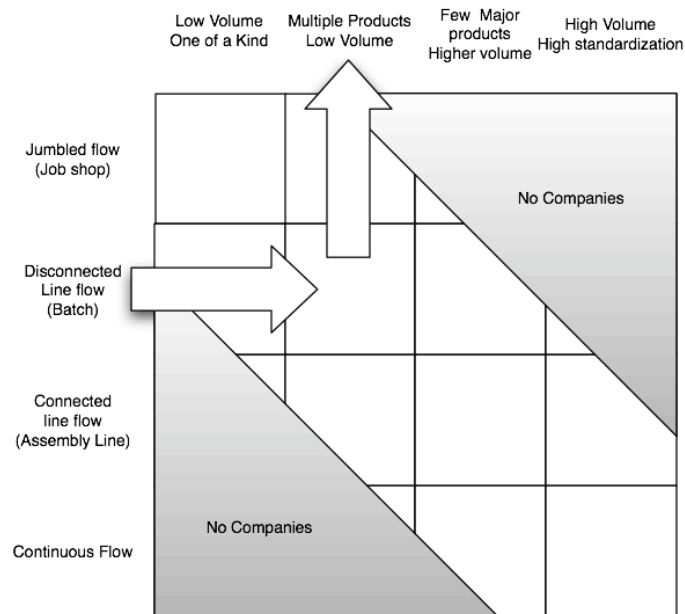 Low Volume
One of a Kind
Multiple Products
Low Volume
Few Major
products
Higher volume
High Volume
High standardization
Jumbled flow
(Job shop)
No Companies
Disconnected
Line flow
(Batch)
Connected
line flow
(Assembly Line)
No Companies
Continuous Flow